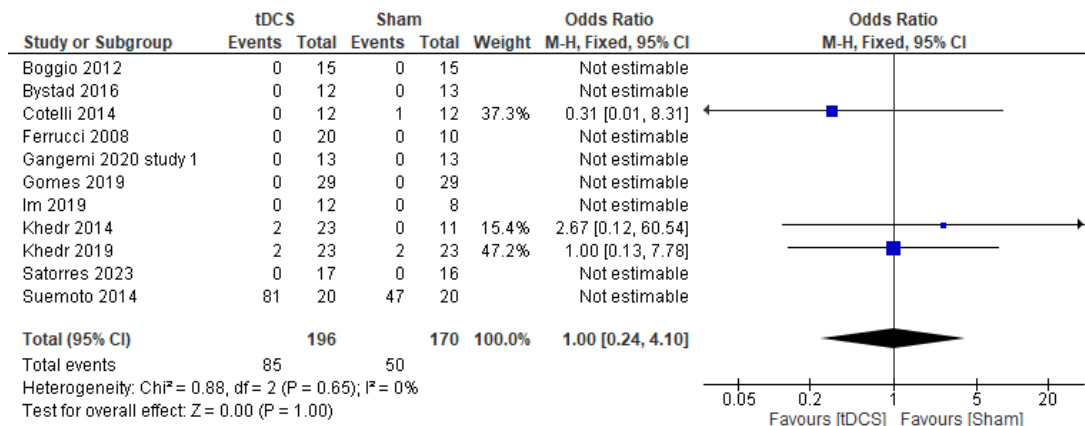 tDCS Sham Odds Ratio Odds Ratio
Study or Subgroup Events Total Events Total Weight M-H, Fixed, 95% CI M-H, Fixed, 95% CI
Boggio 2012 0 15 0 15 Not estimable
Bystad 2016 0 12 0 13 Not estimable
Cotelli 2014 0 12 1 12 37.3% 0.31 [0.01, 8.31]
Ferrucci 2008 0 20 0 10 Not estimable
Gangemi 2020 study 1 0 13 0 13 Not estimable
Gomes 2019 0 29 0 29 Not estimable
Im 2019 0 12 0 8 Not estimable
Khedr 2014 2 23 0 11 15.4% 2.67 [0.12, 60.54]
Khedr 2019 2 23 2 23 47.2% 1.00 [0.13, 7.78]
Satorres 2023 0 17 0 16 Not estimable
Suemoto 2014 81 20 47 20 Not estimable
Total (95% CI) 196 170 100.0% 1.00 [0.24, 4.10]
Total events 85 50
Heterogeneity: Chi² = 0.88, df = 2 (P = 0.65); I² = 0%
Test for overall effect: Z = 0.00 (P = 1.00)
0.05 0.2 1 5 20
Favours [tDCS] Favours [Sham]